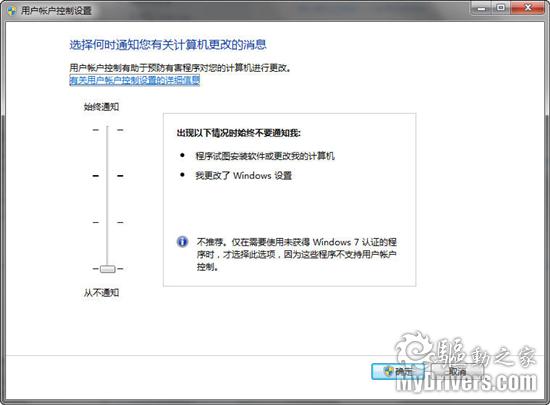 用户帐户控制设置
选择何时通知您有关计算机更改的消息
用户帐户控制有助于预防有害程序对您的计算机进行更改。
有关用户帐户控制设置的详细信息
始终通知
出现以下情况时始终不要通知我:
● 程序试图安装软件或更改我的计算机
● 我更改了 Windows 设置
不推荐。仅在需要使用未获得 Windows 7 认证的程
序时，才选择此选项，因为这些程序不支持用户帐户
控制。
从不通知
驱动之家
确定
取消
MyDrivers.com